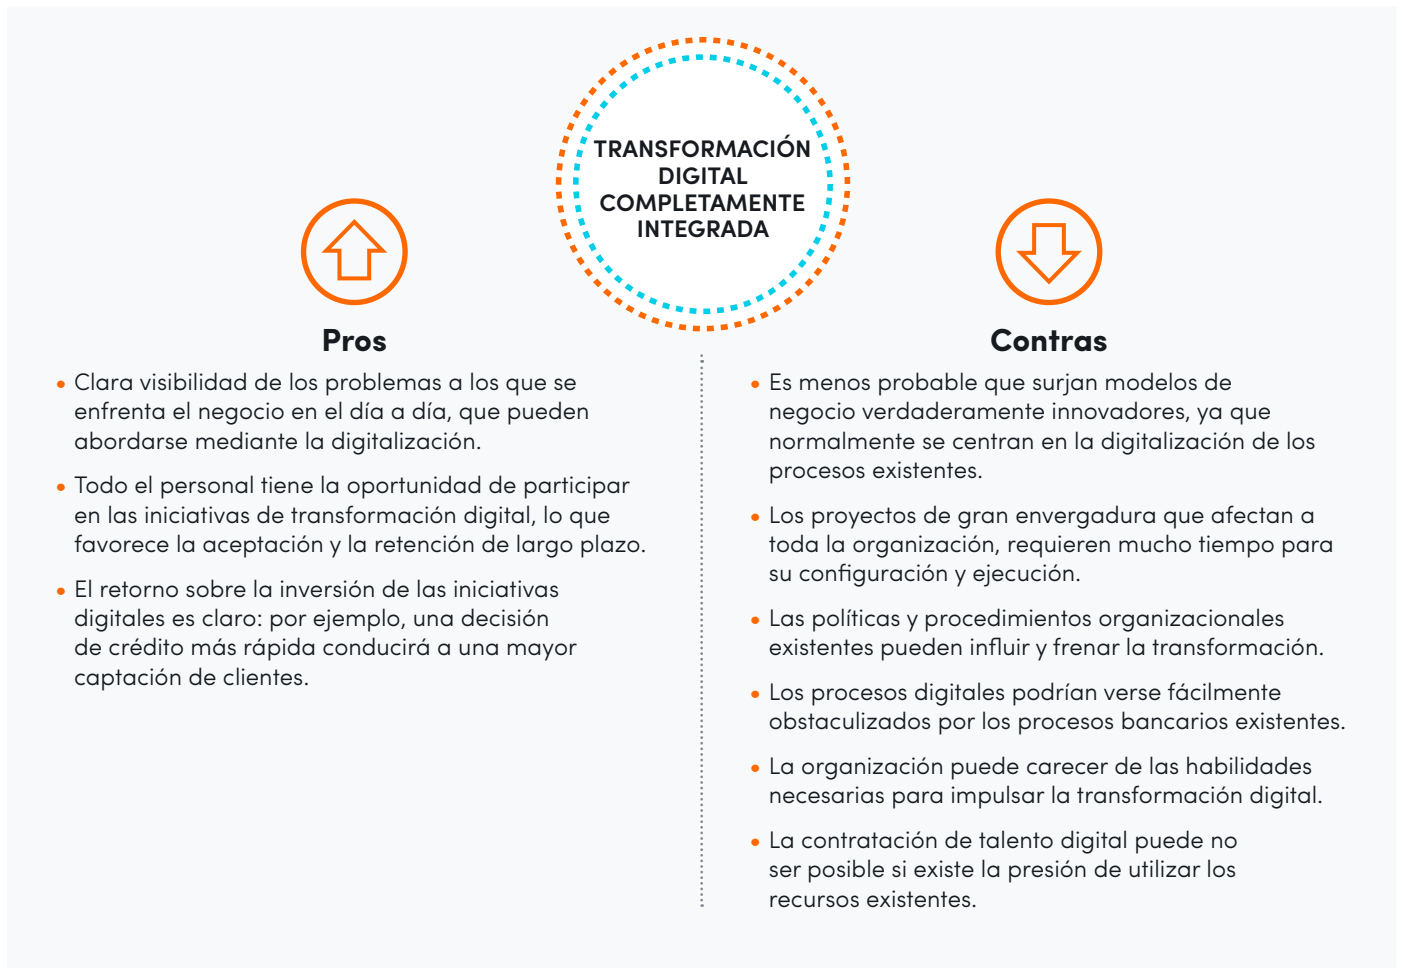 TRANSFORMACIÓN
DIGITAL
COMPLETAMENTE
INTEGRADA
Pros
• Clara visibilidad de los problemas a los que se
enfrenta el negocio en el día a día, que pueden
abordarse mediante la digitalización.
• Todo el personal tiene la oportunidad de participar
en las iniciativas de transformación digital, lo que
favorece la aceptación y la retención de largo plazo.
• El retorno sobre la inversión de las iniciativas
digitales es claro: por ejemplo, una decisión
de crédito más rápida conducirá a una mayor
captación de clientes.
Contras
• Es menos probable que surjan modelos de
negocio verdaderamente innovadores, ya que
normalmente se centran en la digitalización de los
procesos existentes.
• Los proyectos de gran envergadura que afectan a
toda la organización, requieren mucho tiempo para
su configuración y ejecución.
• Las políticas y procedimientos organizacionales
existentes pueden influir y frenar la transformación.
• Los procesos digitales podrían verse fácilmente
obstaculizados por los procesos bancarios existentes.
• La organización puede carecer de las habilidades
necesarias para impulsar la transformación digital.
• La contratación de talento digital puede no
ser posible si existe la presión de utilizar los
recursos existentes.